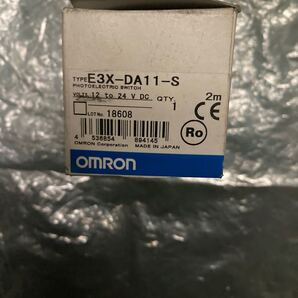 TYPE E3X-DA11-S
PHOTOELECTRIC SWITCH
VOLTS 12 to 24 V DC QTY. 2m
1
LOT No. 18608
CE
Ro
4 536854 894145
OMRON Corporation MADE IN JAPAN
OMRON